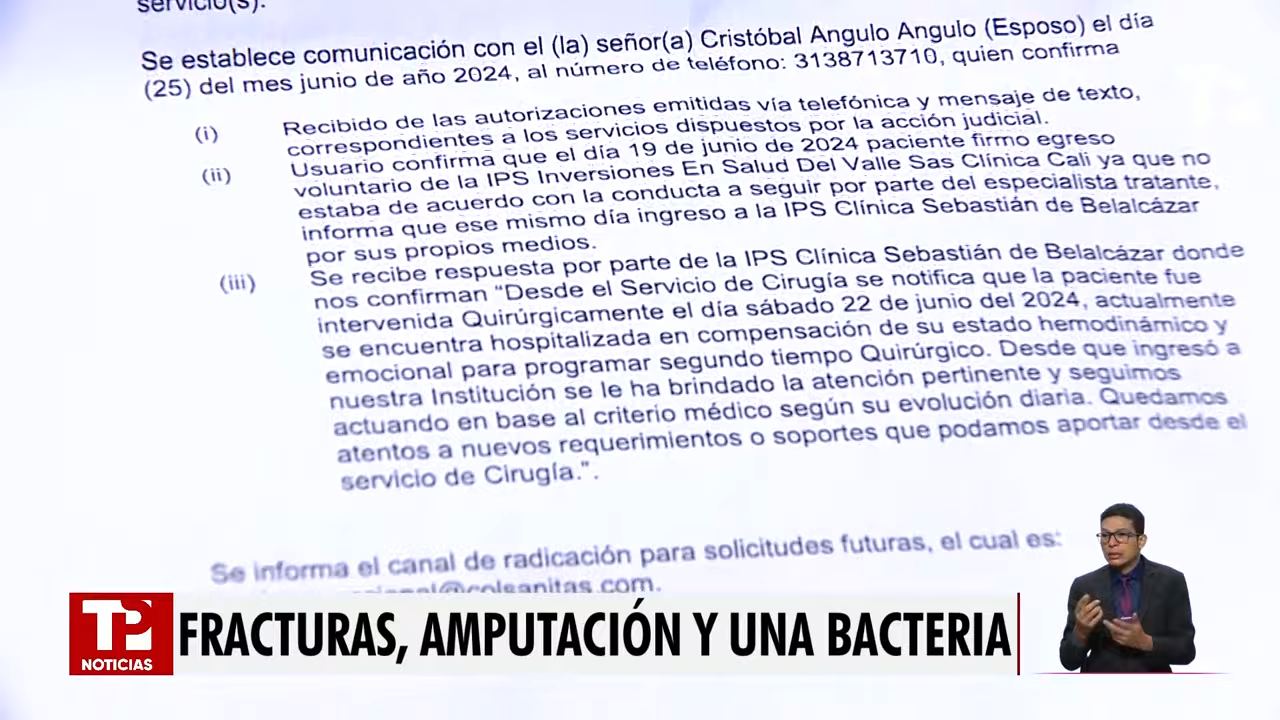 servicio(s):
Se establece comunicación con el (la) señor(a) Cristóbal Angulo Angulo (Esposo) el día
(25) del mes junio de año 2024, al número de teléfono: 3138713710, quien confirma
(i) Recibido de las autorizaciones emitidas vía telefónica y mensaje de texto,
correspondientes a los servicios dispuestos por la acción judicial.
(ii) Usuario confirma que el día 19 de junio de 2024 paciente firmo egreso
voluntario de la IPS Inversiones En Salud Del Valle Sas Clínica Cali ya que no
estaba de acuerdo con la conducta a seguir por parte del especialista tratante,
informa que ese mismo día ingreso a la IPS Clínica Sebastián de Belalcázar
por sus propios medios.
(iii) Se recibe respuesta por parte de la IPS Clínica Sebastián de Belalcázar donde
nos confirman “Desde el Servicio de Cirugía se notifica que la paciente fue
intervenida Quirúrgicamente el día sábado 22 de junio del 2024, actualmente
se encuentra hospitalizada en compensación de su estado hemodinámico y
emocional para programar segundo tiempo Quirúrgico. Desde que ingresó a
nuestra Institución se le ha brindado la atención pertinente y seguimos
actuando en base al criterio médico según su evolución diaria. Quedamos
atentos a nuevos requerimientos o soportes que podamos aportar desde el
servicio de Cirugía.”.
Se informa el canal de radicación para solicitudes futuras, el cual es:
@colsanitas.com.
TP
TP
NOTICIAS
FRACTURAS, AMPUTACIÓN Y UNA BACTERIA